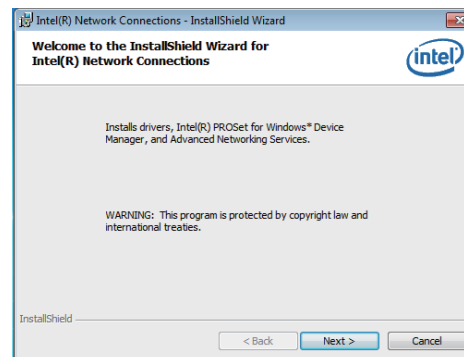 Intel(R) Network Connections - InstallShield Wizard
Welcome to the InstallShield Wizard for
Intel(R) Network Connections
intel
Installs drivers, Intel(R) PROSet for Windows* Device
Manager, and Advanced Networking Services.
WARNING: This program is protected by copyright law and
international treaties.
InstallShield
< Back Next > Cancel